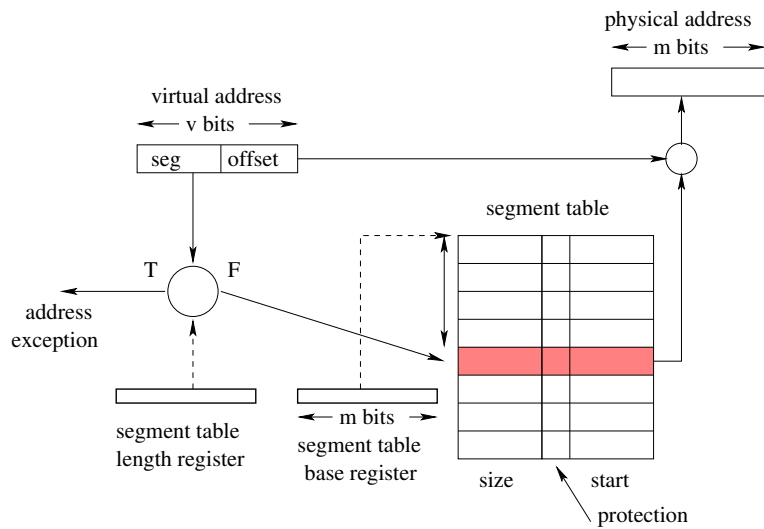 physical address
m bits
virtual address
v bits
seg
offset
segment table
T
F
address
exception
m bits
segment table
length register
segment table
base register
size
start
protection